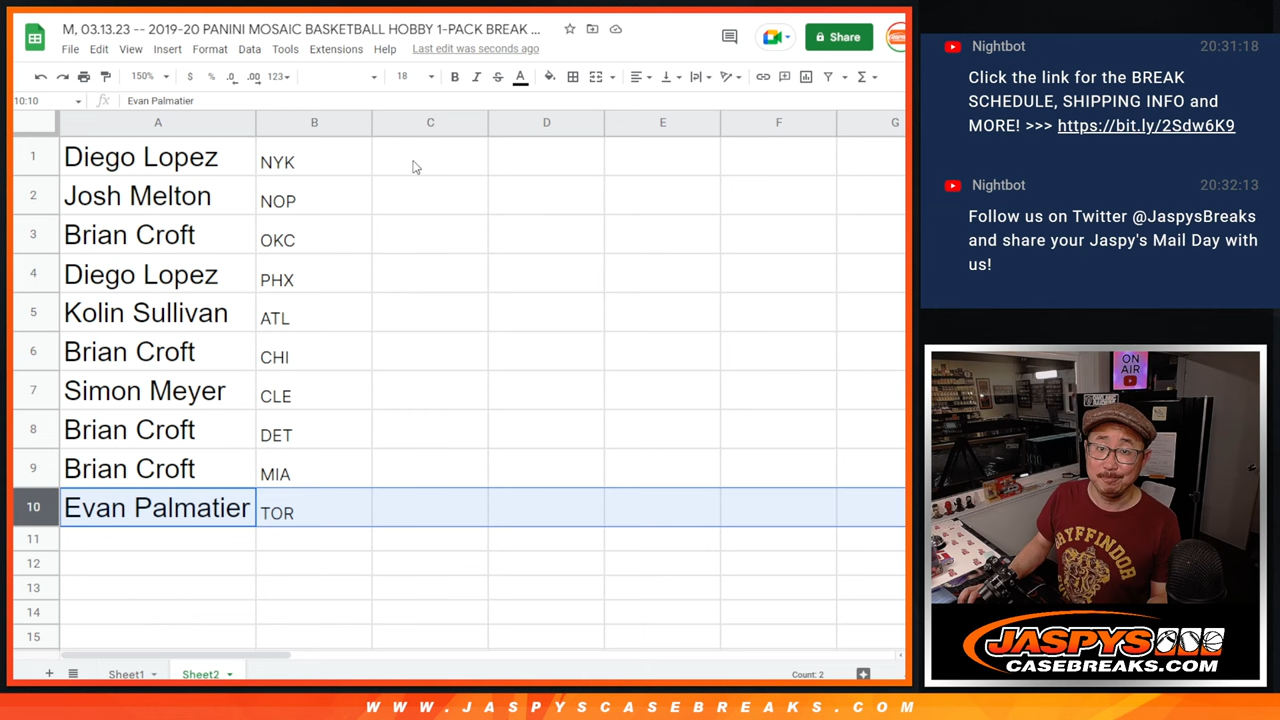 M, 03.13.23 -- 2019-20 PANINI MOSAIC BASKETBALL HOBBY 1-PACK BREAK ...
File Edit View Insert Format Data Tools Extensions Help Last edit was seconds ago
Share
150% $ % .0 .00 123 18 B I S A
10:10 fx Evan Palmatier
A B C D E F G
1 Diego Lopez NYK
2 Josh Melton NOP
3 Brian Croft OKC
4 Diego Lopez PHX
5 Kolin Sullivan ATL
6 Brian Croft CHI
7 Simon Meyer CLE
8 Brian Croft DET
9 Brian Croft MIA
10 Evan Palmatier TOR
11
12
13
14
15
Sheet1 Sheet2 Count: 2
Nightbot 20:31:18
Click the link for the BREAK
SCHEDULE, SHIPPING INFO and
MORE! >>> https://bit.ly/2Sdw6K9
Nightbot 20:32:13
Follow us on Twitter @JaspysBreaks
and share your Jaspy's Mail Day with
us!
ON
AIR
GRYFFINDOR
JASPYS
CASEBREAKS.COM
WWW.JASPYSCASEBREAKS.COM